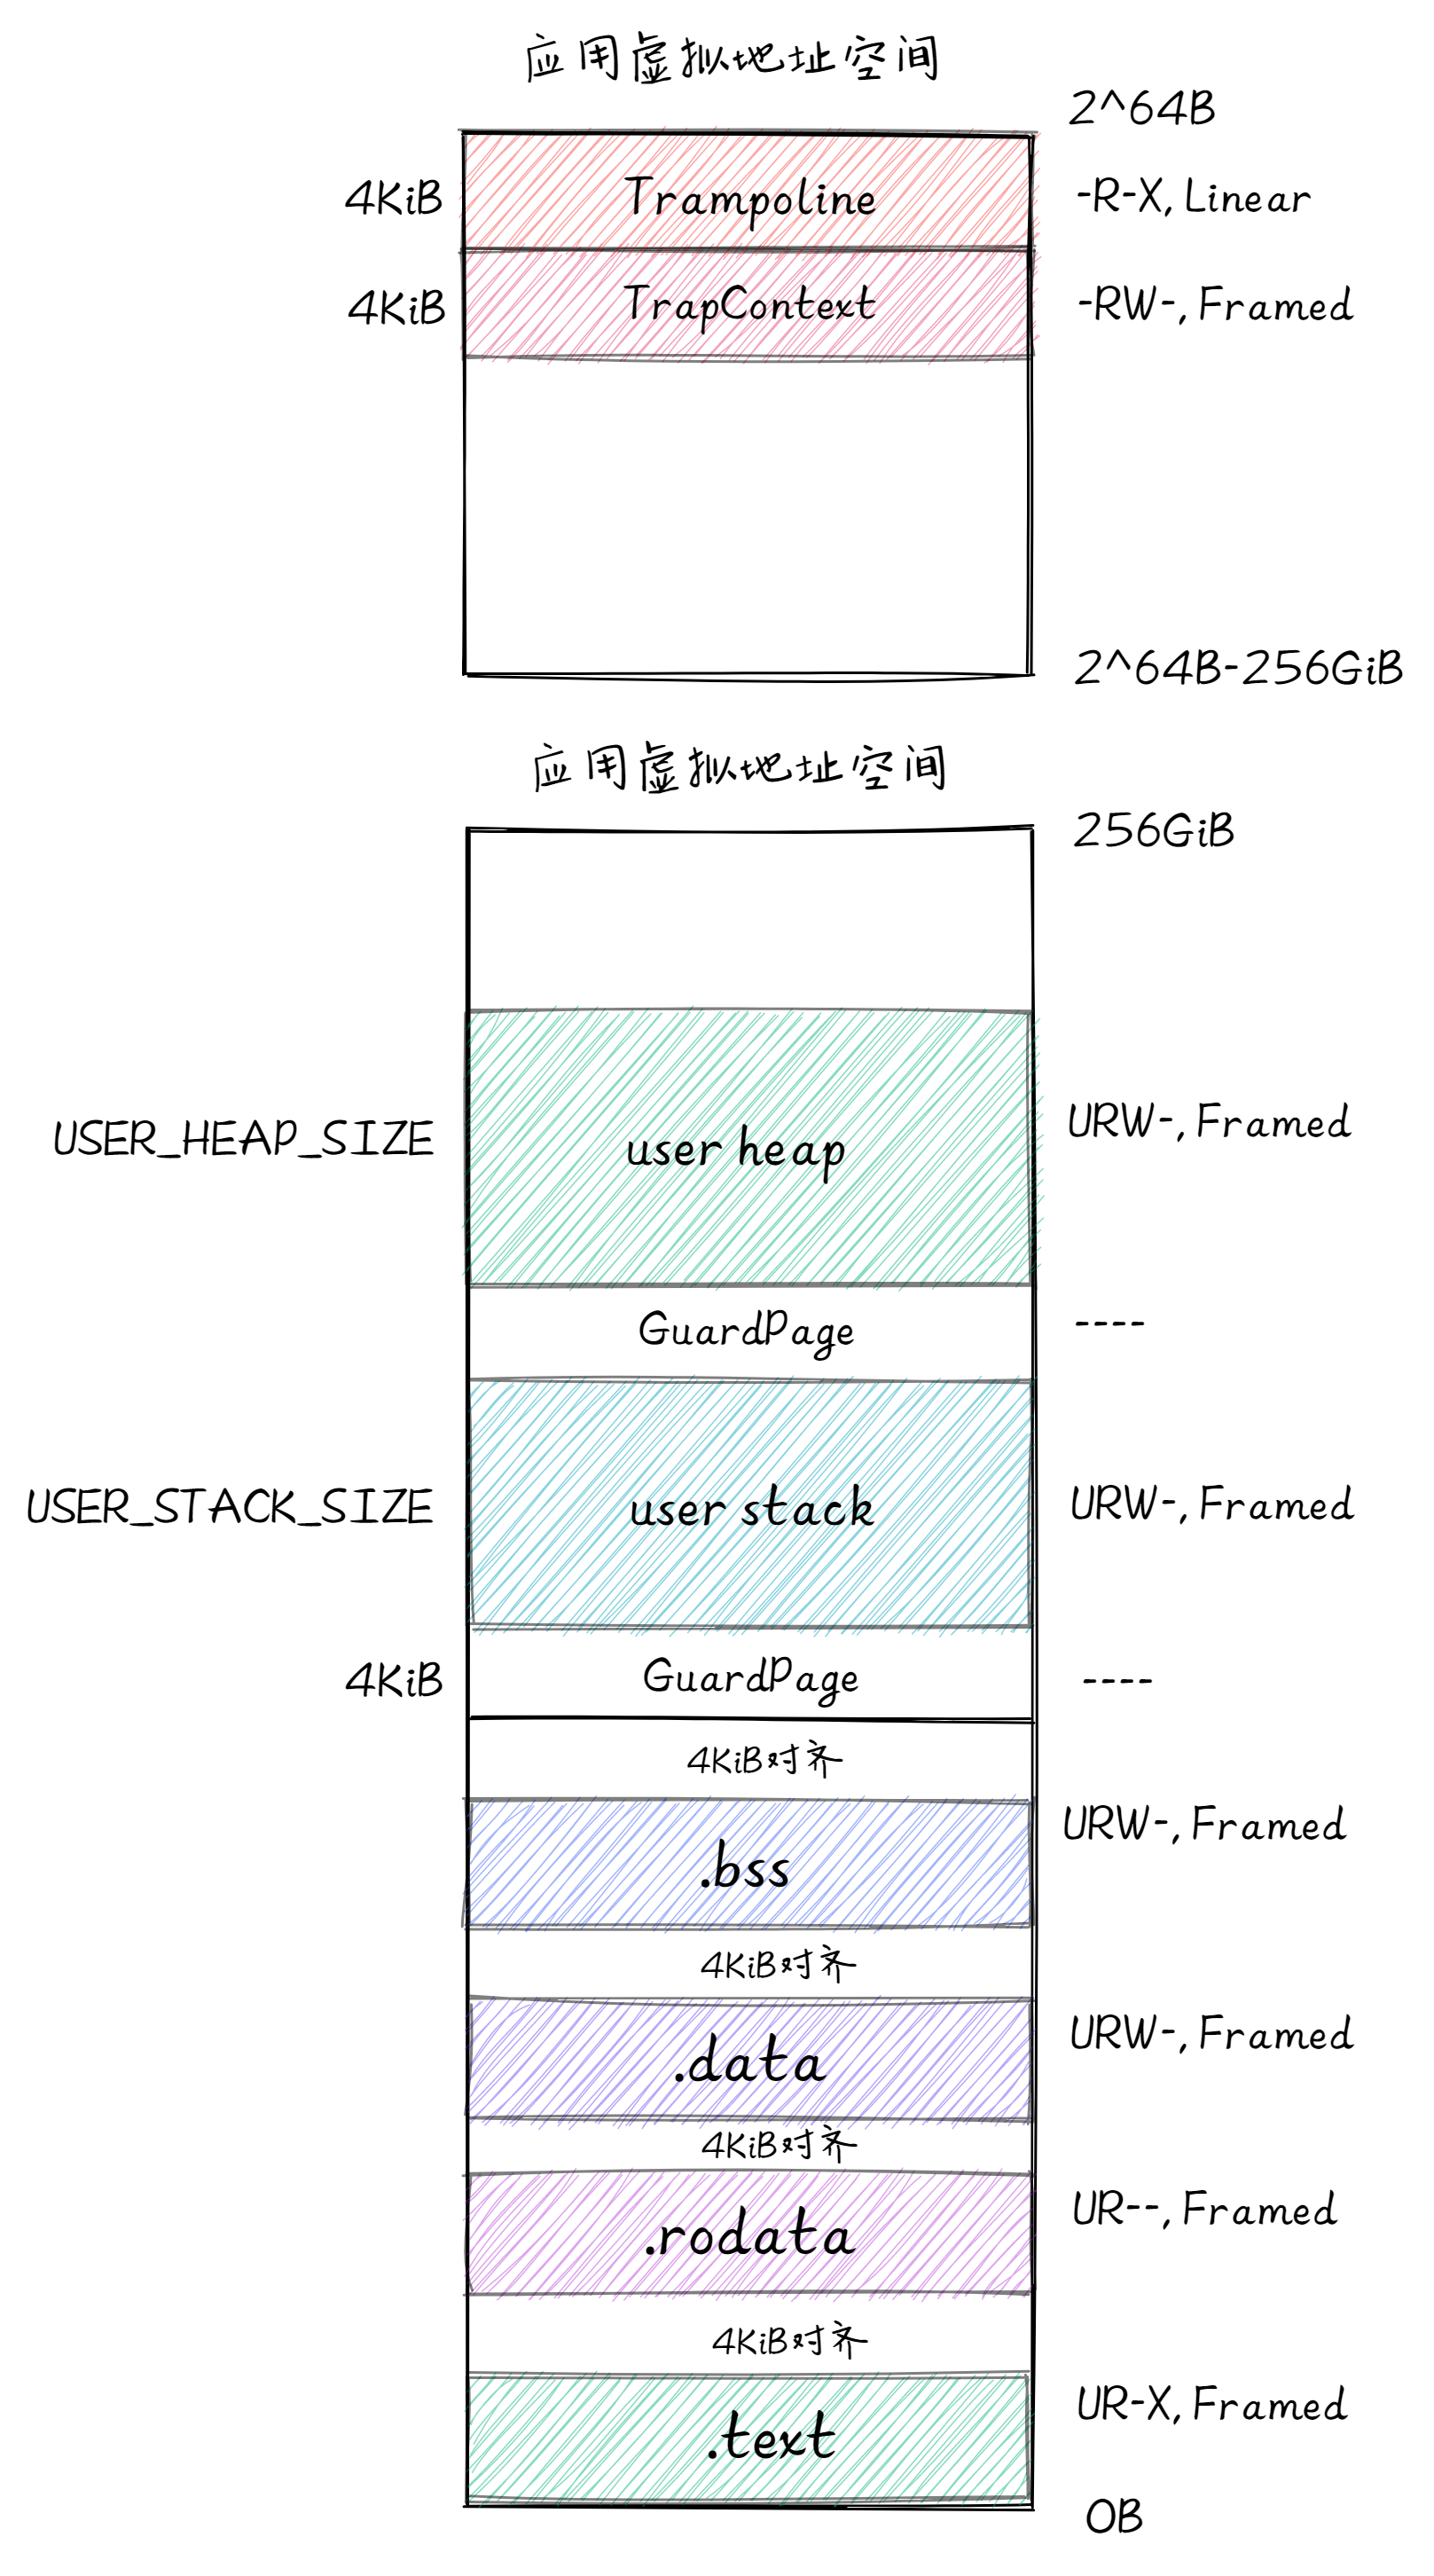 应用虚拟地址空间
2^64B
4KiB
Trampoline
-R-X, Linear
4KiB
TrapContext
-RW-, Framed
2^64B-256GiB
应用虚拟地址空间
256GiB
USER_HEAP_SIZE
user heap
URW-, Framed
GuardPage
----
USER_STACK_SIZE
user stack
URW-, Framed
4KiB
GuardPage
----
4KiB对齐
.bss
URW-, Framed
4KiB对齐
.data
URW-, Framed
4KiB对齐
.rodata
UR--, Framed
4KiB对齐
.text
UR-X, Framed
0B